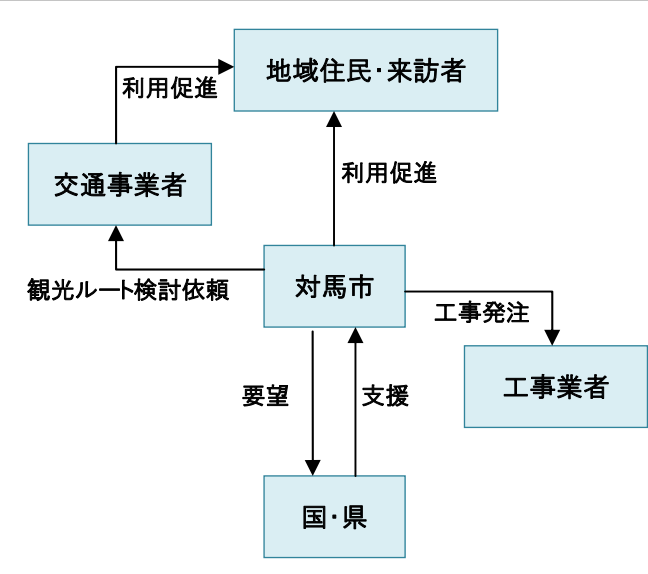 地域住民・来訪者
利用促進
交通事業者
利用促進
観光ルート検討依頼
対馬市
工事発注
工事業者
要望
支援
国・県